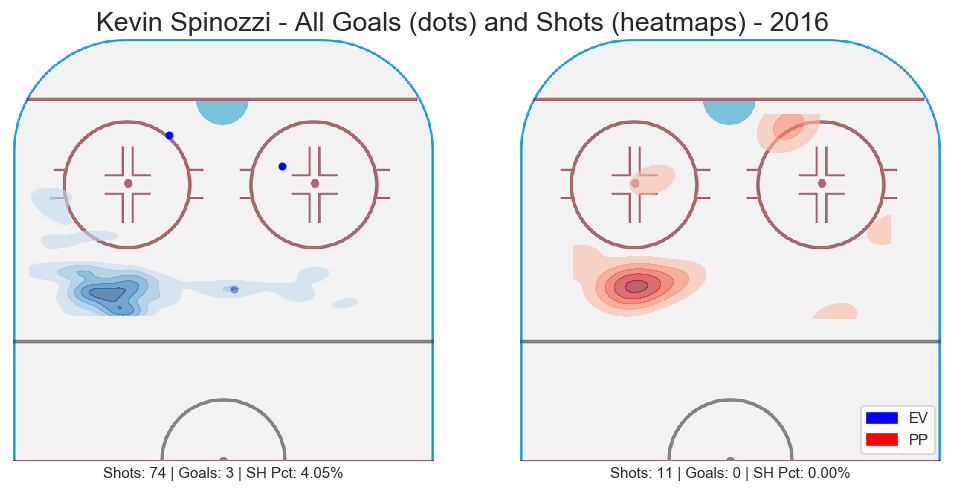 Kevin Spinozzi - All Goals (dots) and Shots (heatmaps) - 2016
EV
PP
Shots: 74 | Goals: 3 | SH Pct: 4.05%
Shots: 11 | Goals: 0 | SH Pct: 0.00%